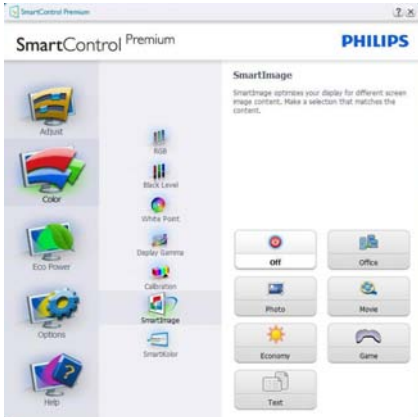 SmartControl Premium
SmartControl Premium
PHILIPS
Adjust
Color
Eco Power
Options
Help
RGB
Black Level
White Point
Display Gamma
Calibration
SmartImage
SmartKolor
SmartImage
SmartImage optimizes your display for different screen
image content. Make a selection that matches the
content.
Off
Office
Photo
Movie
Economy
Game
Text